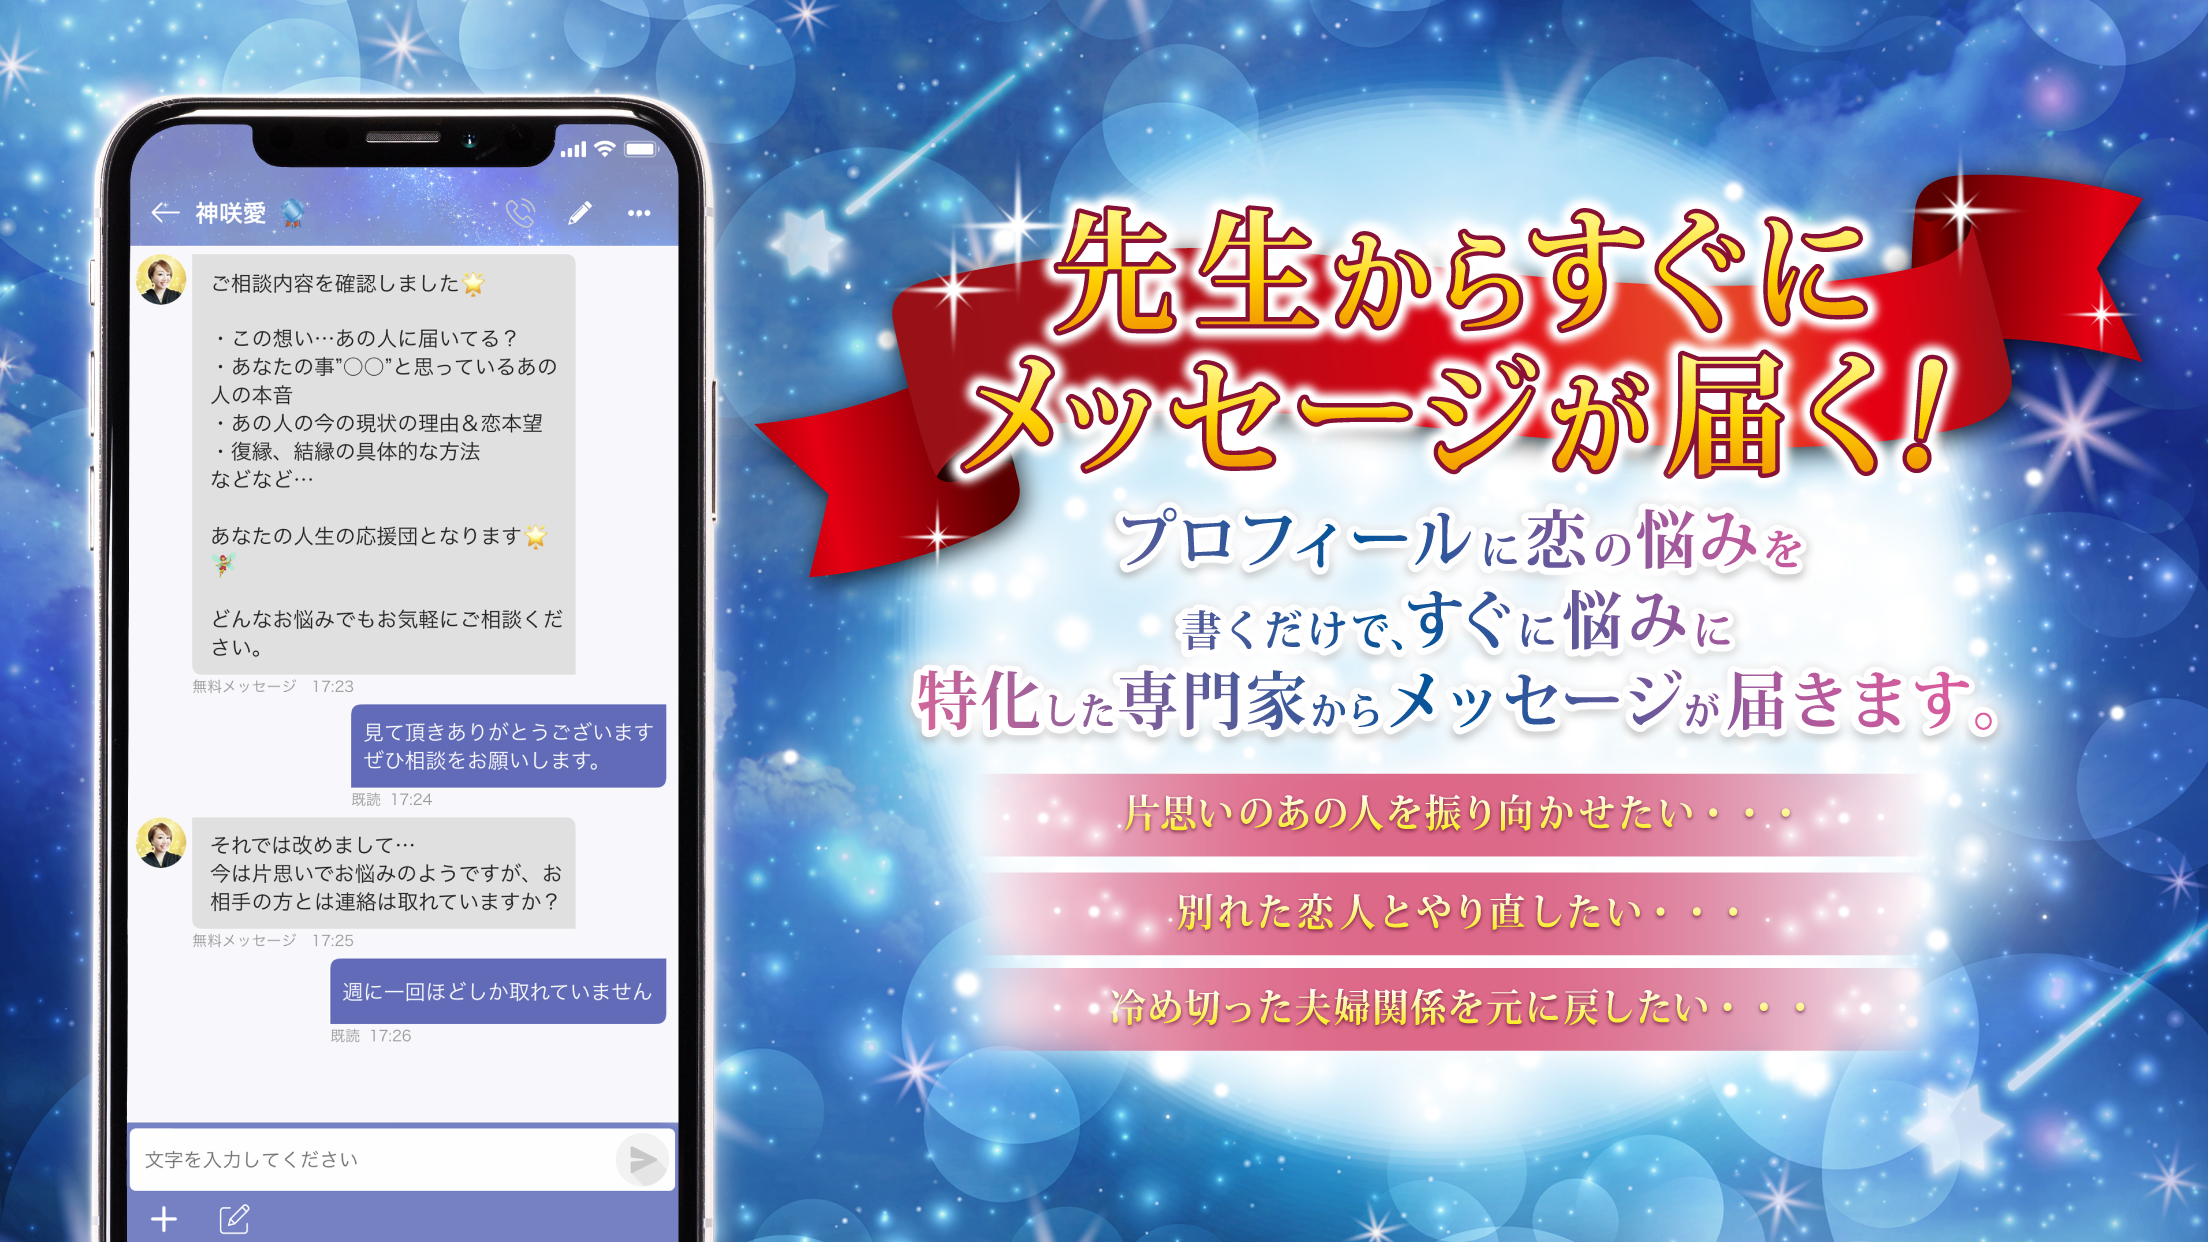 神咲愛
ご相談内容を確認しました🌟
・この想い…あの人に届いてる？
・あなたの事”〇〇”と思っているあの
人の本音
・あの人の今の現状の理由＆恋本望
・復縁、結縁の具体的な方法
などなど…
あなたの人生の応援団となります🌟
🧚
どんなお悩みでもお気軽にご相談くだ
さい。
無料メッセージ 17:23
見て頂きありがとうございます
ぜひ相談をお願いします。
既読 17:24
それでは改めまして…
今は片思いでお悩みのようですが、お
相手の方とは連絡は取れていますか？
無料メッセージ 17:25
週に一回ほどしか取れていません
既読 17:26
文字を入力してください
先生からすぐに
メッセージが届く！
プロフィールに恋の悩みを
書くだけで、すぐに悩みに
特化した専門家からメッセージが届きます。
片思いのあの人を振り向かせたい・・・
別れた恋人とやり直したい・・・
冷め切った夫婦関係を元に戻したい・・・